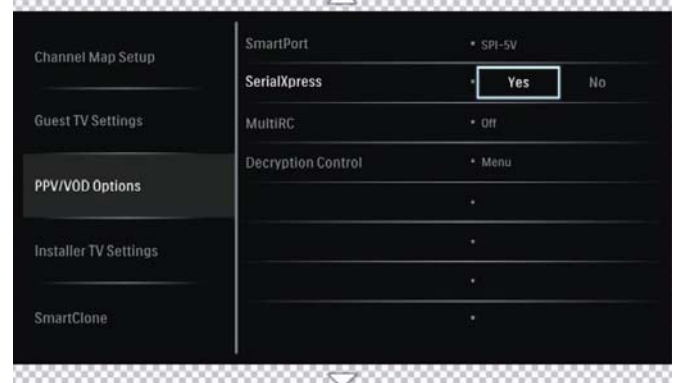 Channel Map Setup
Guest TV Settings
PPV/VOD Options
Installer TV Settings
SmartClone
SmartPort • SPI-5V
SerialXpress • Yes No
MultiRC • Off
Decryption Control • Menu
•
•
•
•